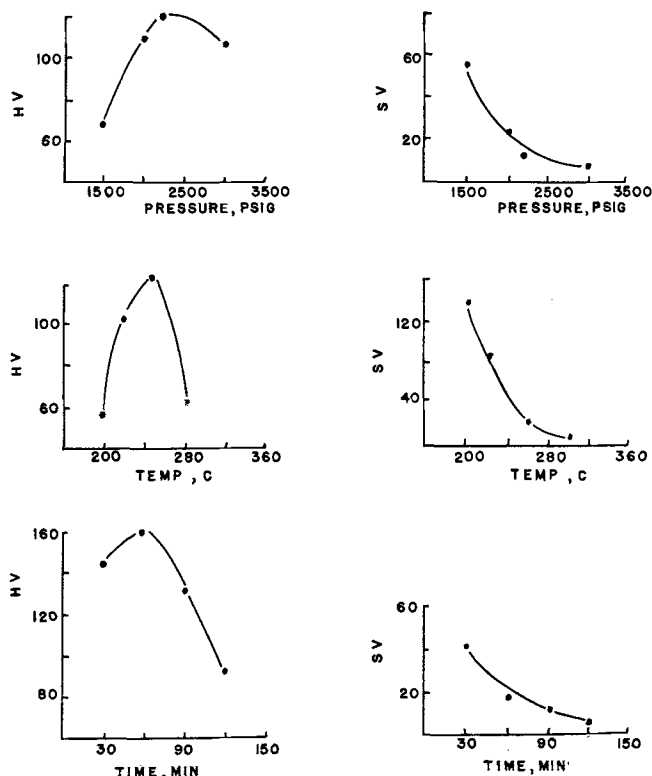 HV
100
60
1500
2500
3500
PRESSURE, PSIG
SV
60
20
1500
2500
3500
PRESSURE, PSIG
HV
100
60
200
280
360
TEMP, C
SV
120
40
200
280
360
TEMP, C
HV
160
120
80
30
90
150
TIME, MIN
SV
60
20
30
90
150
TIME, MIN